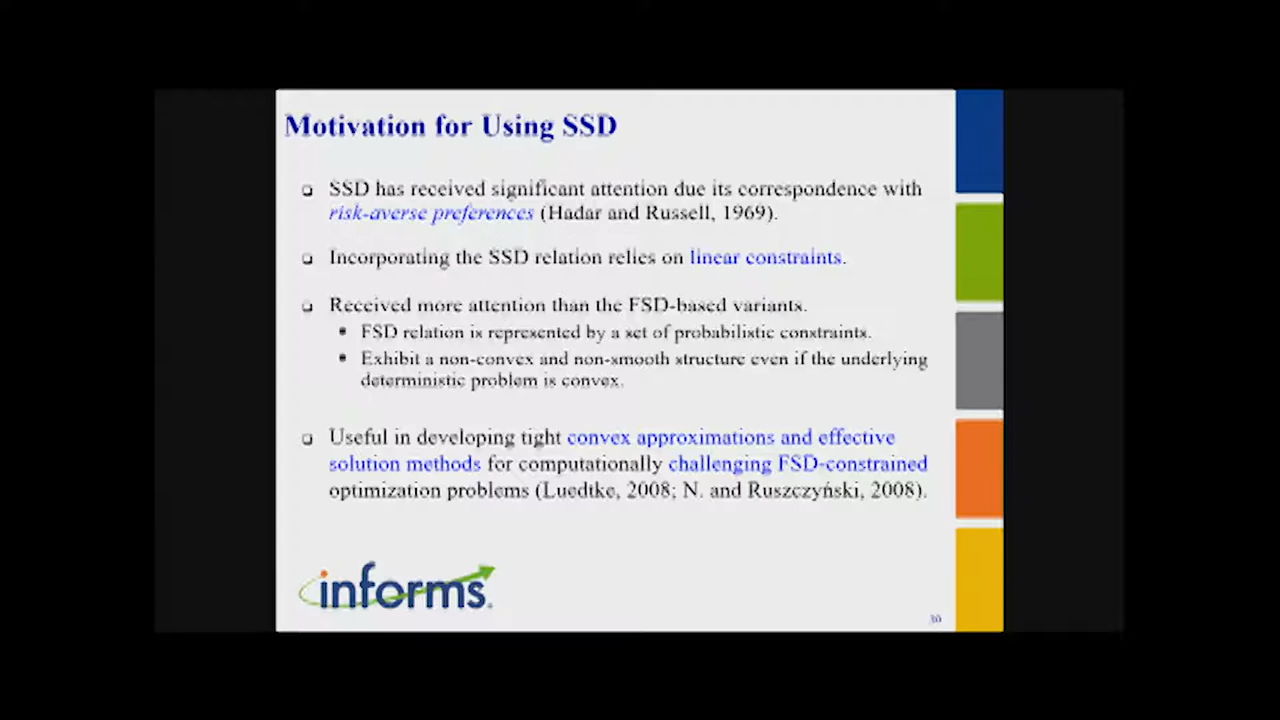 Motivation for Using SSD
SSD has received significant attention due its correspondence with
risk-averse preferences (Hadar and Russell, 1969).
Incorporating the SSD relation relies on linear constraints.
Received more attention than the FSD-based variants.
FSD relation is represented by a set of probabilistic constraints.
Exhibit a non-convex and non-smooth structure even if the underlying
deterministic problem is convex.
Useful in developing tight convex approximations and effective
solution methods for computationally challenging FSD-constrained
optimization problems (Luedtke, 2008; N. and Ruszczyński, 2008).
informs.
30